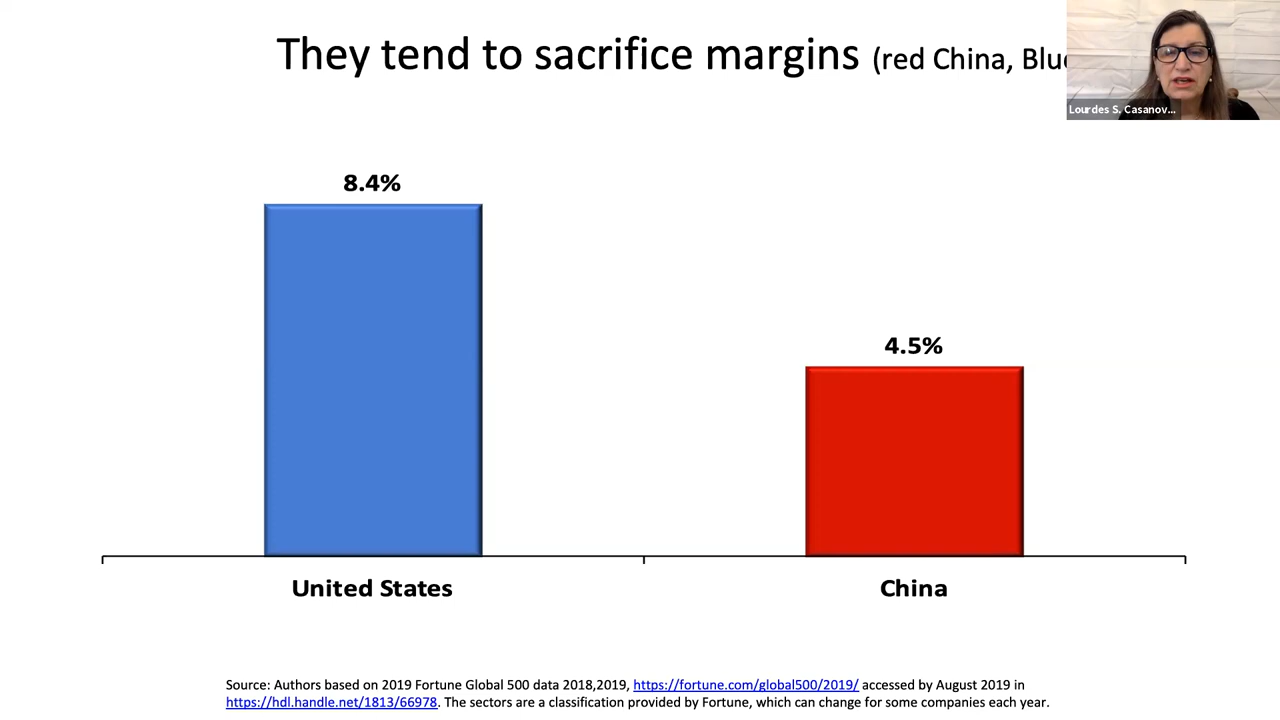 They tend to sacrifice margins (red China, Blu
Lourdes S. Casanov...
8.4%
4.5%
United States
China
Source: Authors based on 2019 Fortune Global 500 data 2018,2019, https://fortune.com/global500/2019/ accessed by August 2019 in
https://hdl.handle.net/1813/66978. The sectors are a classification provided by Fortune, which can change for some companies each year.